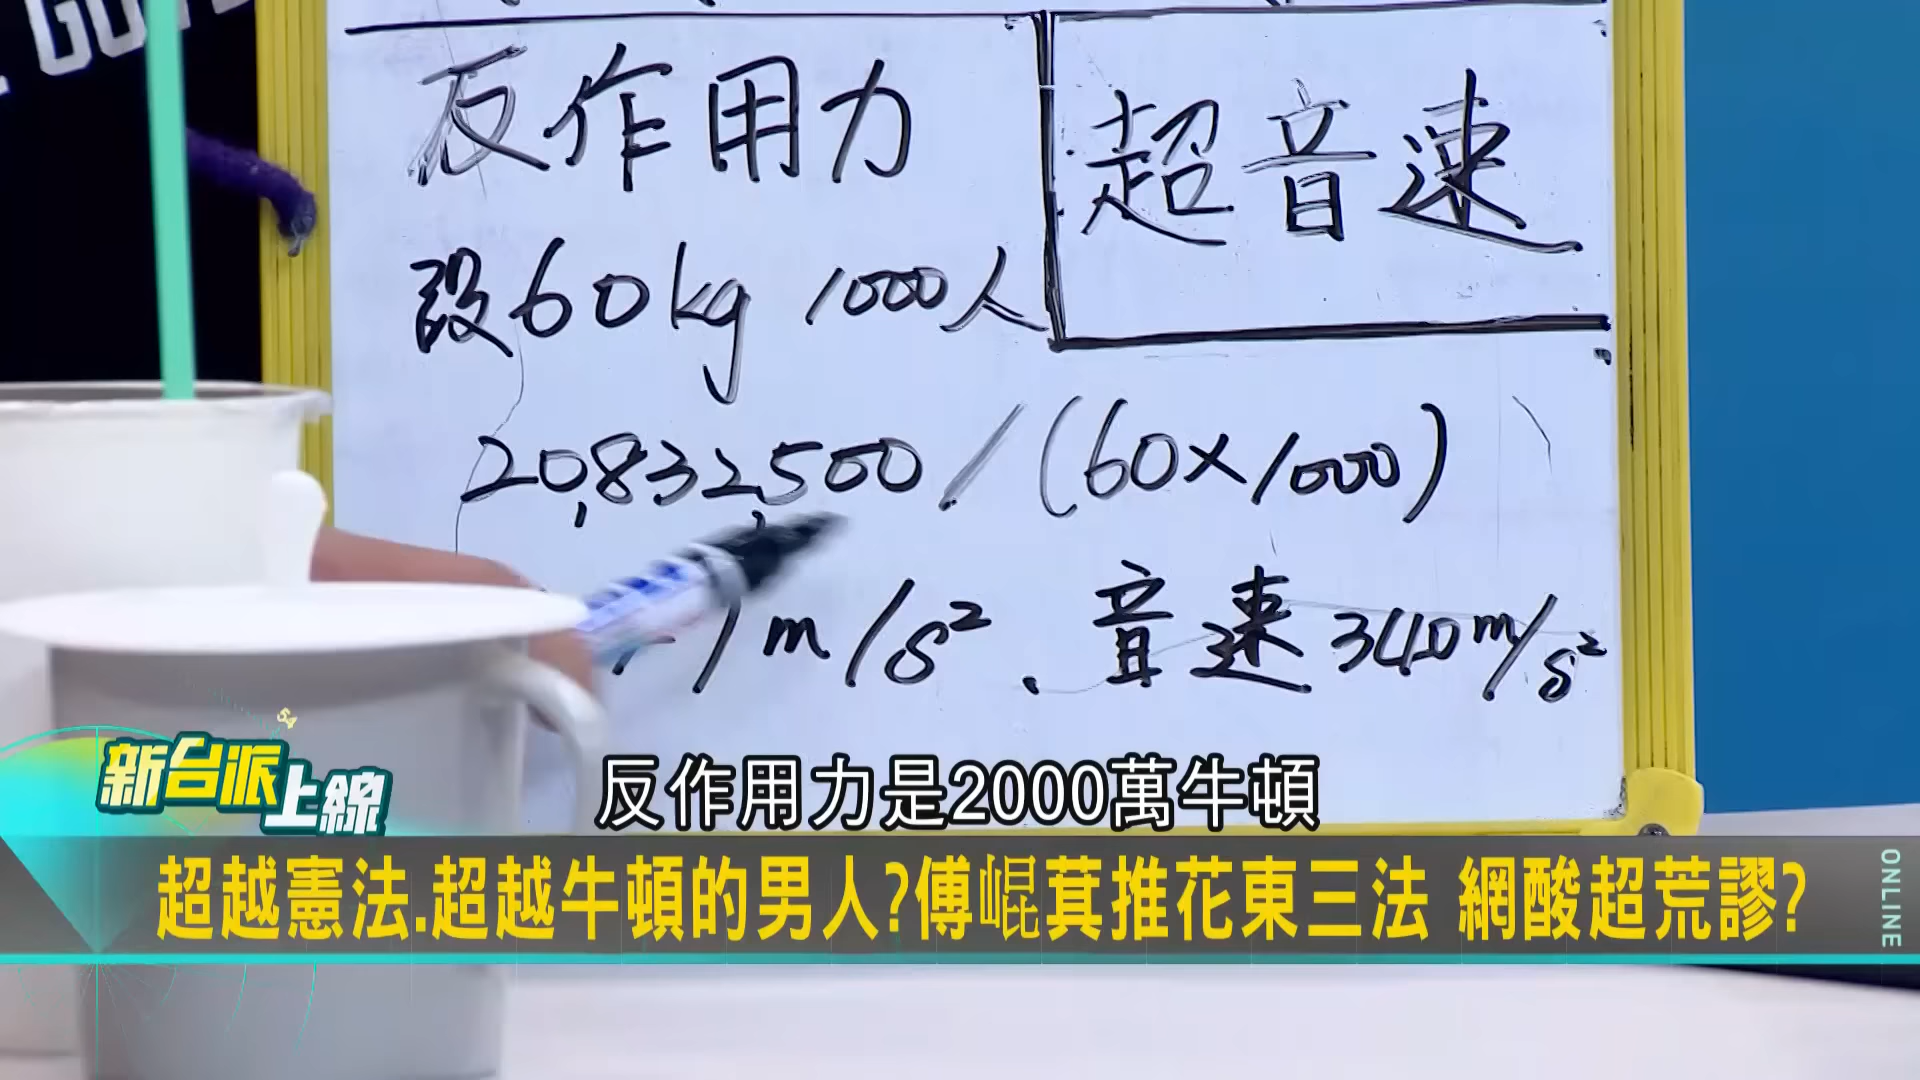 反作用力
超音速
設60kg 1000人
20,832,500/(60×1000)
m/s²、音速340m/s²
54
新台派上線
反作用力是2000萬牛頓
超越憲法.超越牛頓的男人?傅崐萁推花東三法 網酸超荒謬?
ONLINE